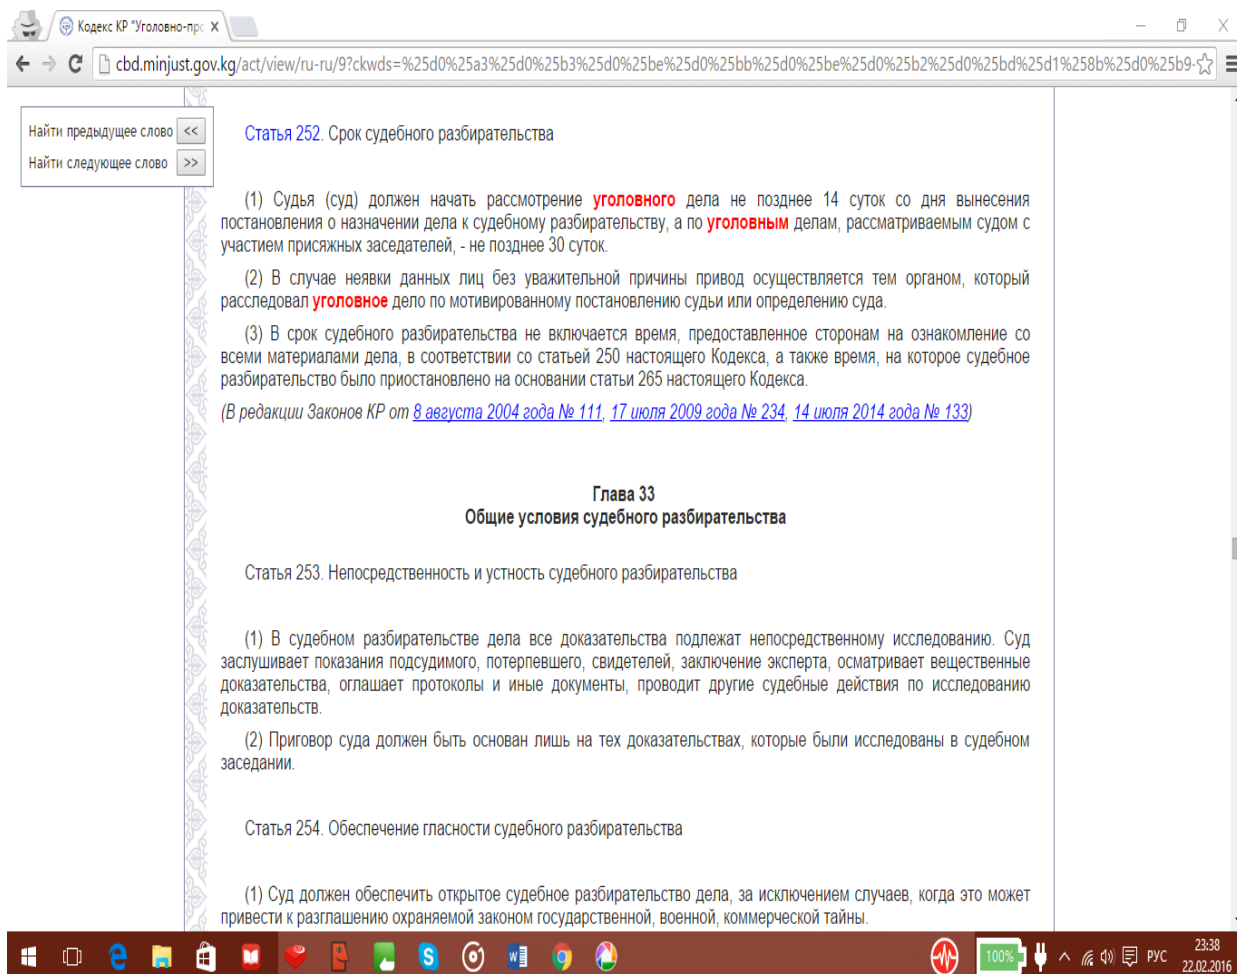 Кодекс КР "Уголовно-прс
cbd.minjust.gov.kg/act/view/ru-ru/9?ckwds=%25d0%25a3%25d0%25b3%25d0%25be%25d0%25bb%25d0%25be%25d0%25b2%25d0%25bd%25d1%258b%25d0%25b9-
Найти предыдущее слово <<
Найти следующее слово >>
Статья 252. Срок судебного разбирательства
(1) Судья (суд) должен начать рассмотрение уголовного дела не позднее 14 суток со дня вынесения
постановления о назначении дела к судебному разбирательству, а по уголовным делам, рассматриваемым судом с
участием присяжных заседателей, - не позднее 30 суток.
(2) В случае неявки данных лиц без уважительной причины привод осуществляется тем органом, который
расследовал уголовное дело по мотивированному постановлению судьи или определению суда.
(3) В срок судебного разбирательства не включается время, предоставленное сторонам на ознакомление со
всеми материалами дела, в соответствии со статьей 250 настоящего Кодекса, а также время, на которое судебное
разбирательство было приостановлено на основании статьи 265 настоящего Кодекса.
(В редакции Законов КР от 8 августа 2004 года № 111, 17 июля 2009 года № 234, 14 июля 2014 года № 133)
Глава 33
Общие условия судебного разбирательства
Статья 253. Непосредственность и устность судебного разбирательства
(1) В судебном разбирательстве дела все доказательства подлежат непосредственному исследованию. Суд
заслушивает показания подсудимого, потерпевшего, свидетелей, заключение эксперта, осматривает вещественные
доказательства, оглашает протоколы и иные документы, проводит другие судебные действия по исследованию
доказательств.
(2) Приговор суда должен быть основан лишь на тех доказательствах, которые были исследованы в судебном
заседании.
Статья 254. Обеспечение гласности судебного разбирательства
(1) Суд должен обеспечить открытое судебное разбирательство дела, за исключением случаев, когда это может
привести к разглашению охраняемой законом государственной, военной, коммерческой тайны.
100%
РУС
23:38
22.02.2016